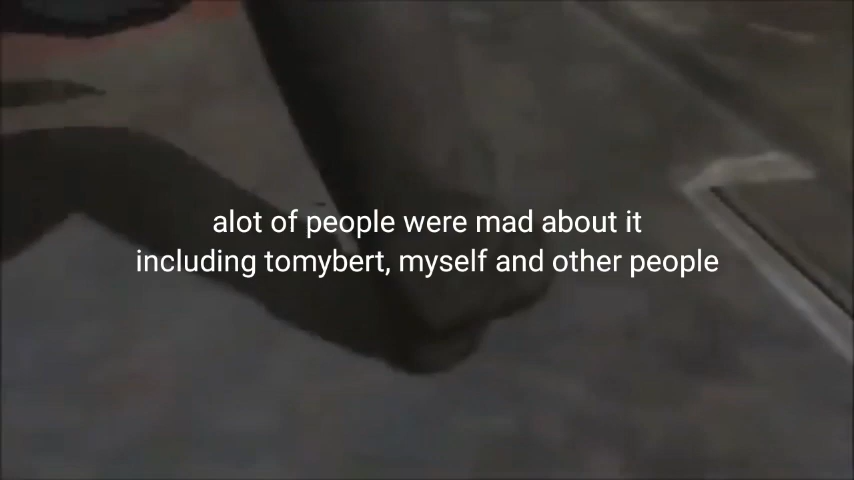 alot of people were mad about it
including tomybert, myself and other people